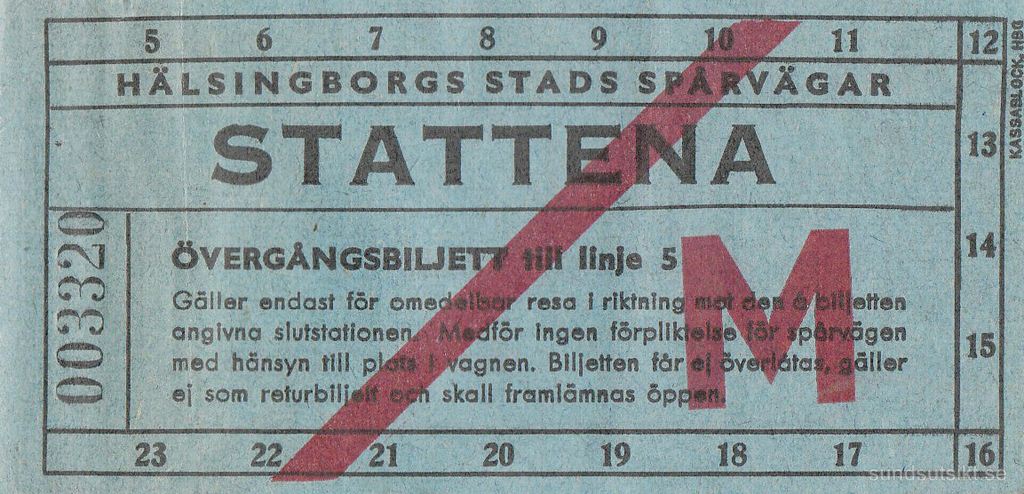 5 6 7 8 9 10 11 12
HÄLSINGBORGS STADS SPÅRVÄGAR
KASSABLOCK, HBG
STATTENA
13
003320
14
ÖVERGÅNGSBILJETT till linje 5
M
Gäller endast för omedelbar resa i riktning mot den å biljetten
angivna slutstationen. Medför ingen förpliktelse för spårvägen
15
med hänsyn till plats i vagnen. Biljetten får ej överlåtas, gäller
ej som returbiljett och skall framlämnas öppen.
23 22 21 20 19 18 17 16
sundsutsikt.se